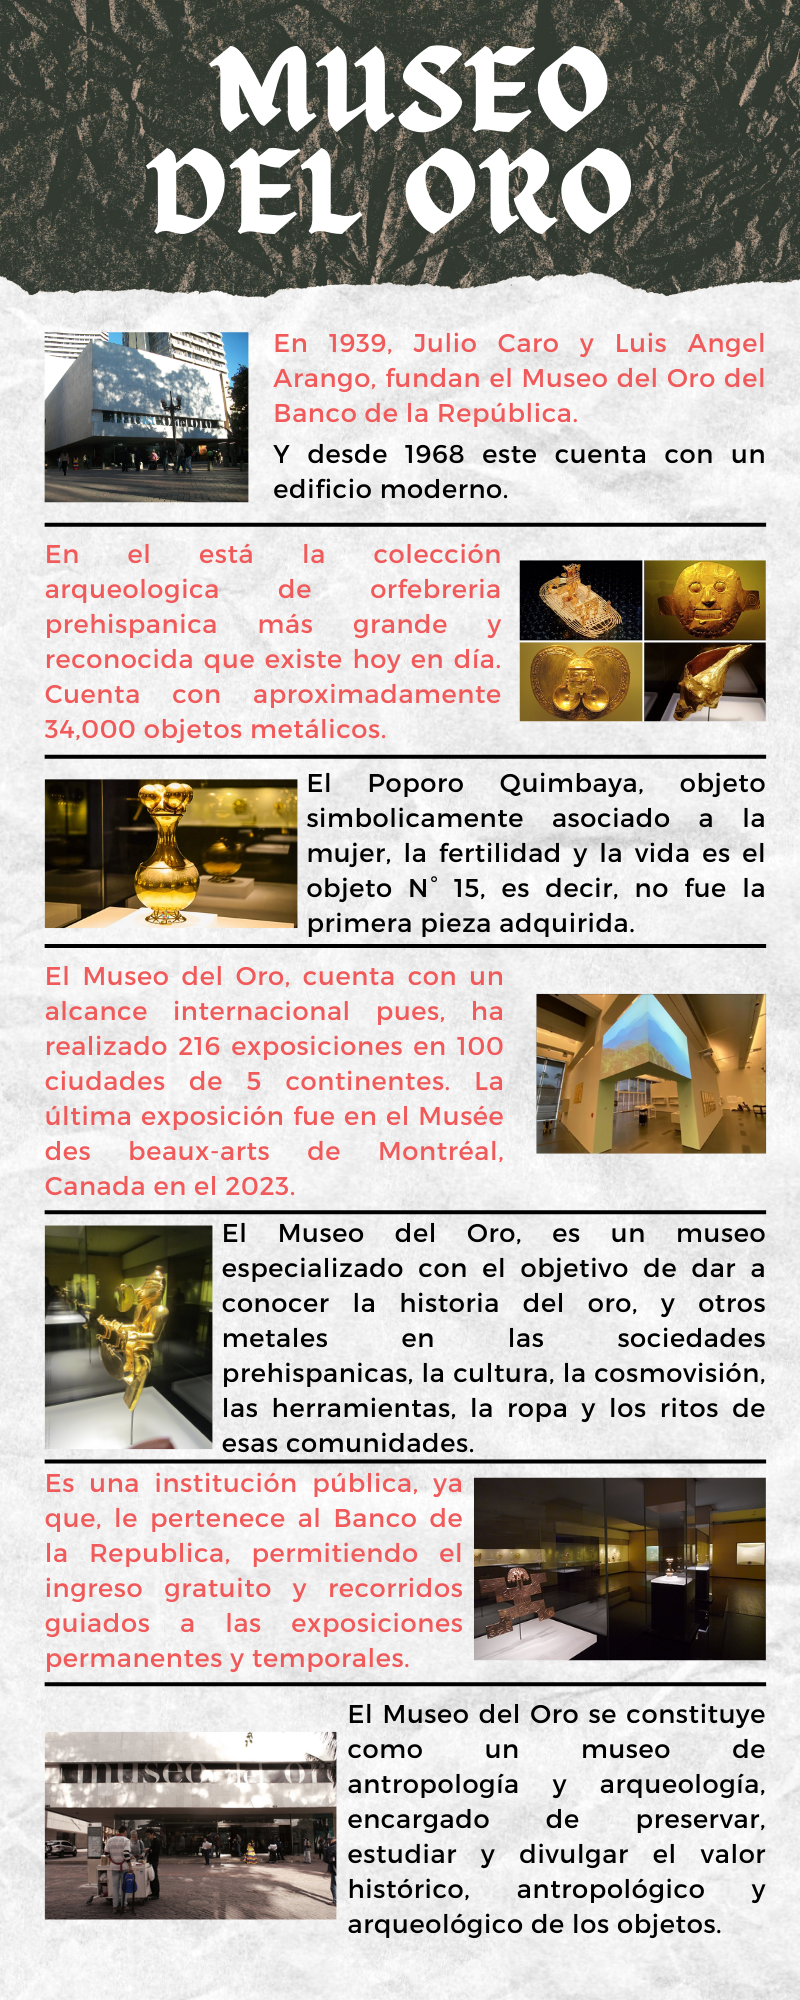 MUSEO
DEL ORO
En 1939, Julio Caro y Luis Angel
Arango, fundan el Museo del Oro del
Banco de la República.
Y desde 1968 este cuenta con un
edificio moderno.
En el está la colección
arqueologica de orfebreria
prehispanica más grande y
reconocida que existe hoy en día.
Cuenta con aproximadamente
34,000 objetos metálicos.
El Poporo Quimbaya, objeto
simbolicamente asociado a la
mujer, la fertilidad y la vida es el
objeto N° 15, es decir, no fue la
primera pieza adquirida.
El Museo del Oro, cuenta con un
alcance internacional pues, ha
realizado 216 exposiciones en 100
ciudades de 5 continentes. La
última exposición fue en el Musée
des beaux-arts de Montréal,
Canada en el 2023.
El Museo del Oro, es un museo
especializado con el objetivo de dar a
conocer la historia del oro, y otros
metales en las sociedades
prehispanicas, la cultura, la cosmovisión,
las herramientas, la ropa y los ritos de
esas comunidades.
Es una institución pública, ya
que, le pertenece al Banco de
la Republica, permitiendo el
ingreso gratuito y recorridos
guiados a las exposiciones
permanentes y temporales.
museo del oro
El Museo del Oro se constituye
como un museo de
antropología y arqueología,
encargado de preservar,
estudiar y divulgar el valor
histórico, antropológico y
arqueológico de los objetos.